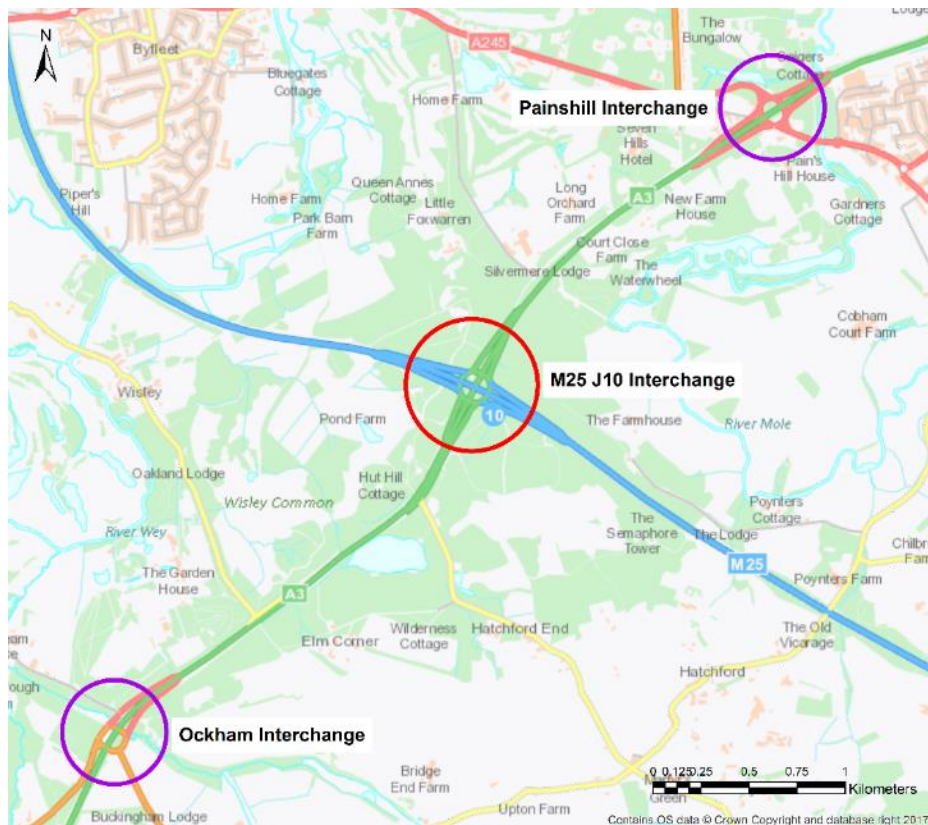 The
Bungalow
Lodge
N
Byfleet
A245
Bluegates
Cottage
Cottage
Home Farm
Painshill Interchange
Seven
Hills
Hotel
Pain's
Hill House
Piper's
Hill
Queen Annes
Cottage
Little
Foxwarren
Home Farm
Park Barn
Farm
Long
Orchard
Farm
A3
New Farm
House
Gardners
Cottage
Court Close
Farm
The
Waterwheel
Silvermere Lodge
Cobham
Court Farm
M25 J10 Interchange
Wisley
Pond Farm
10
The Farmhouse
River Mole
Oakland Lodge
Hut Hill
Cottage
Wisley Common
River Wey
The
Semaphore
Tower
The Lodge
Poynters
Cottage
M25
Poynters Farm
The Garden
House
A3
Elm Corner
Wilderness
Cottage
Hatchford End
The Old
Vicarage
Hatchford
Ockham Interchange
Bridge
End Farm
Upton Farm
Green
Buckingham Lodge
0 0.125 0.25 0.5 0.75 1
Kilometers
Contains OS data © Crown Copyright and database right 2017